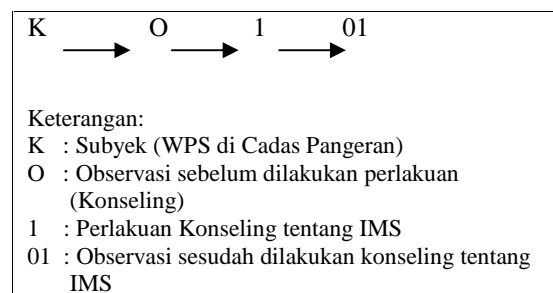 K O 1 01
Keterangan:
K : Subyek (WPS di Cadas Pangeran)
O : Observasi sebelum dilakukan perlakuan
(Konseling)
1 : Perlakuan Konseling tentang IMS
01 : Observasi sesudah dilakukan konseling tentang
IMS